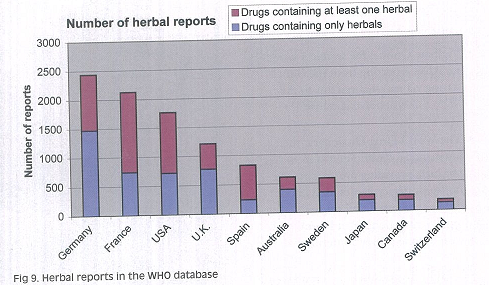 Number of herbal reports
Drugs containing at least one herbal
Drugs containing only herbals
Number of reports
3000
2500
2000
1500
1000
500
0
Germany
France
USA
U.K.
Spain
Australia
Sweden
Japan
Canada
Switzerland
Fig 9. Herbal reports in the WHO database